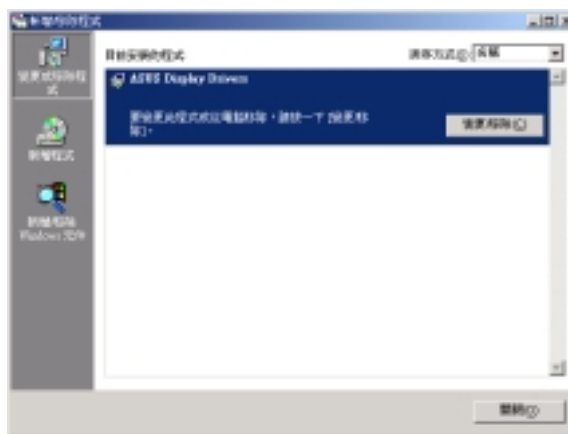 新增/移除程式
變更或移除程
式
目前安裝的程式:
排序方式(S): 名稱
ASUS Display Drivers
要變更此程式或從電腦移除，請按一下 [變更/移
除]。
變更/移除(C)
新增程式
新增/移除
Windows 元件
關閉(O)